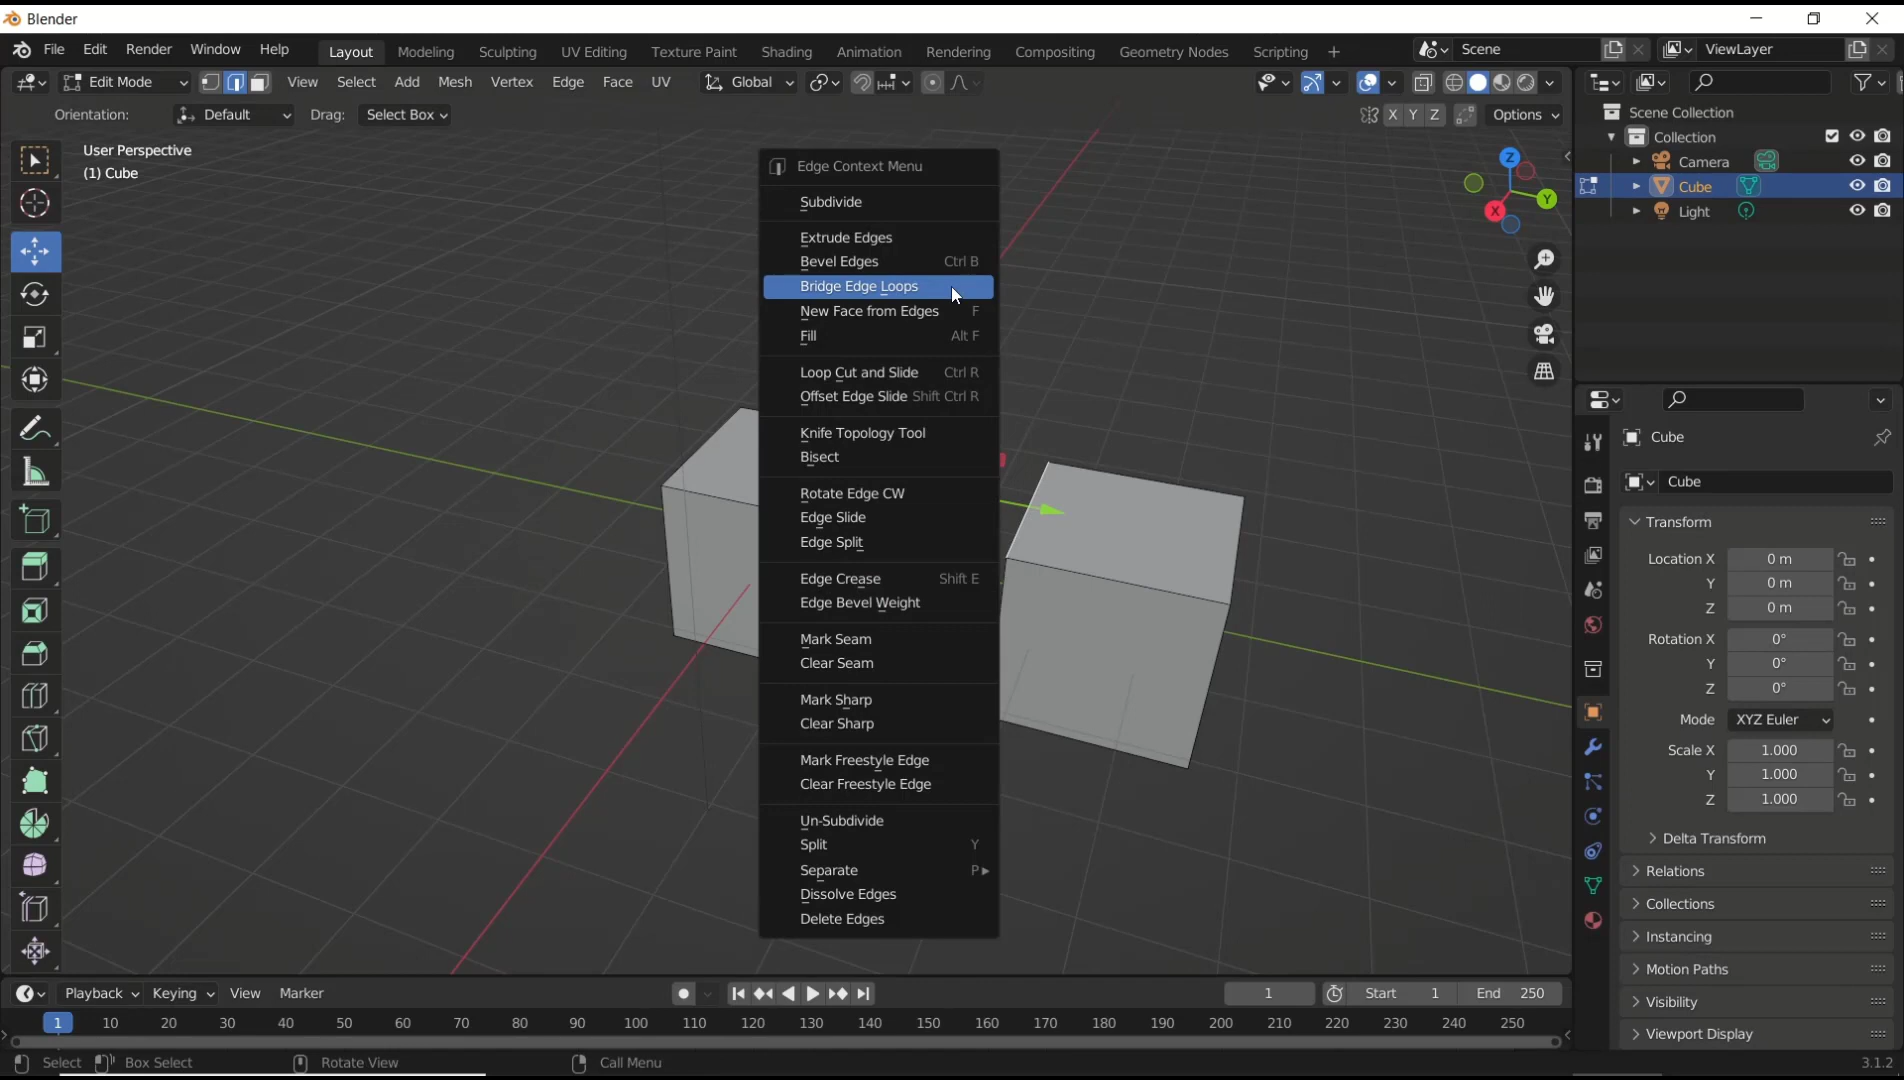 Blender
File Edit Render Window Help Layout Modeling Sculpting UV Editing Texture Paint Shading Animation Rendering Compositing Geometry Nodes Scripting + Scene ViewLayer
Edit Mode View Select Add Mesh Vertex Edge Face UV Global
Orientation: Default Drag: Select Box X Y Z Options
User Perspective
(1) Cube
Z
Y
X
Edge Context Menu
Subdivide
Extrude Edges
Bevel Edges Ctrl B
Bridge Edge Loops
New Face from Edges F
Fill Alt F
Loop Cut and Slide Ctrl R
Offset Edge Slide Shift Ctrl R
Knife Topology Tool
Bisect
Rotate Edge CW
Edge Slide
Edge Split
Edge Crease Shift E
Edge Bevel Weight
Mark Seam
Clear Seam
Mark Sharp
Clear Sharp
Mark Freestyle Edge
Clear Freestyle Edge
Un-Subdivide
Split Y
Separate P
Dissolve Edges
Delete Edges
Scene Collection
Collection
Camera
Cube
Light
Cube
Cube
Transform
Location X 0 m
Y 0 m
Z 0 m
Rotation X 0°
Y 0°
Z 0°
Mode XYZ Euler
Scale X 1.000
Y 1.000
Z 1.000
Delta Transform
Relations
Collections
Instancing
Motion Paths
Visibility
Viewport Display
Playback Keying View Marker 1 Start 1 End 250
1 10 20 30 40 50 60 70 80 90 100 110 120 130 140 150 160 170 180 190 200 210 220 230 240 250
Select Box Select Rotate View Call Menu 3.1.2